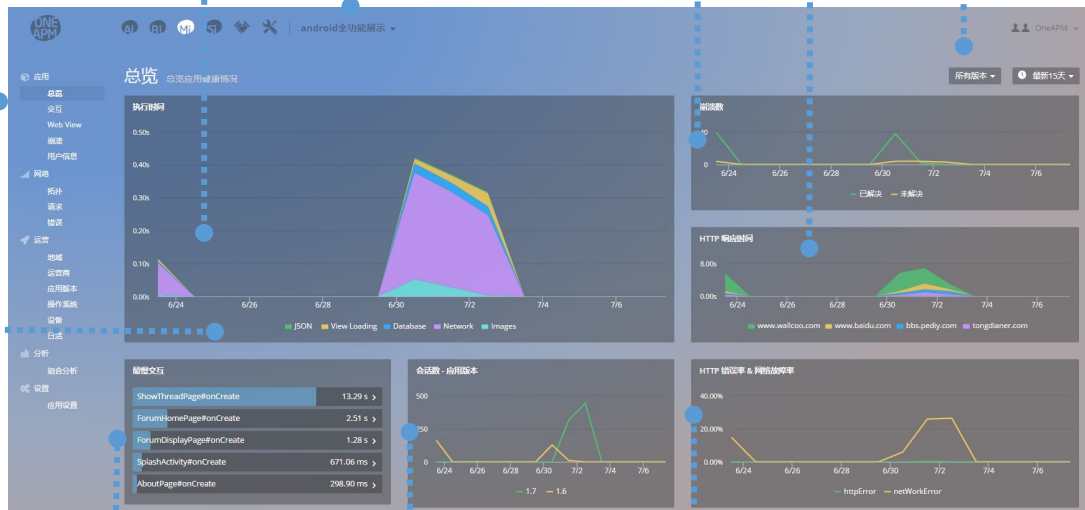 ONE
APM
Ai Ri Mi Si
android全功能展示
OneAPM
应用
总览
交互
Web View
崩溃
用户信息
网络
拓扑
请求
错误
运营
地域
运营商
应用版本
操作系统
设备
日活
分析
组合分析
设置
应用设置
总览 总览应用健康情况
所有版本
最新15天
执行时间
0.50s
0.40s
0.30s
0.20s
0.10s
0.00s
6/24 6/26 6/28 6/30 7/2 7/4 7/6
JSON View Loading Database Network Images
崩溃数
0
6/24 6/26 6/28 6/30 7/2 7/4 7/6
已解决 未解决
HTTP 响应时间
8.00s
0.00s
6/24 6/26 6/28 6/30 7/2 7/4 7/6
www.wallcoo.com www.baidu.com bbs.pediy.com tongdianer.com
最慢交互
ShowThreadPage#onCreate 13.29 s
ForumHomePage#onCreate 2.51 s
ForumDisplayPage#onCreate 1.28 s
SplashActivity#onCreate 671.06 ms
AboutPage#onCreate 298.90 ms
会话数 - 应用版本
500
250
0
6/24 6/26 6/28 6/30 7/2 7/4 7/6
1.7 1.6
HTTP 错误率 & 网络故障率
40.00%
20.00%
0.00%
6/24 6/26 6/28 6/30 7/2 7/4 7/6
httpError netWorkError